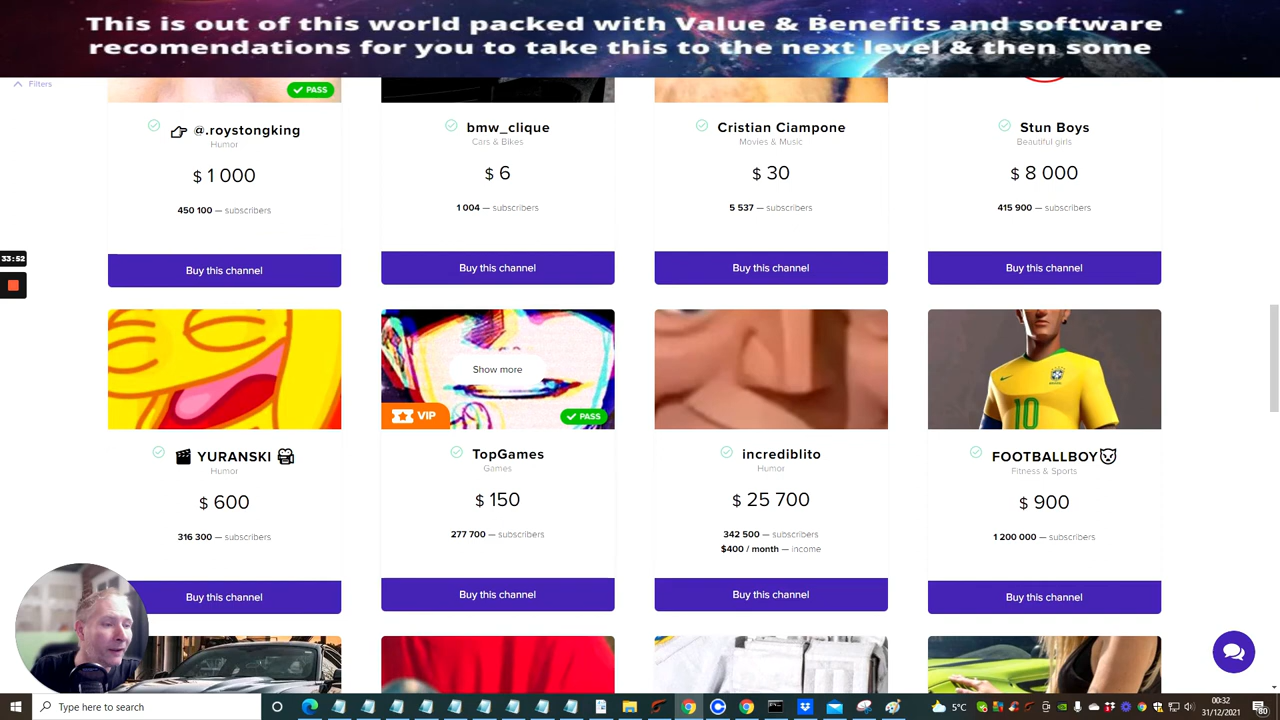 This is out of this world packed with Value & Benefits and software
recomendations for you to take this to the next level & then some
Filters
PASS
@.roystongking
Humor
$ 1 000
450 100 — subscribers
Buy this channel
bmw_clique
Cars & Bikes
$ 6
1 004 — subscribers
Buy this channel
Cristian Ciampone
Movies & Music
$ 30
5 537 — subscribers
Buy this channel
Stun Boys
Beautiful girls
$ 8 000
415 900 — subscribers
Buy this channel
33:52
YURANSKI
Humor
$ 600
316 300 — subscribers
Buy this channel
Show more
VIP
PASS
TopGames
Games
$ 150
277 700 — subscribers
Buy this channel
incrediblito
Humor
$ 25 700
342 500 — subscribers
$400 / month — income
Buy this channel
10
FOOTBALLBOY
Fitness & Sports
$ 900
1 200 000 — subscribers
Buy this channel
Type here to search
5°C
00:32
31/12/2021
80